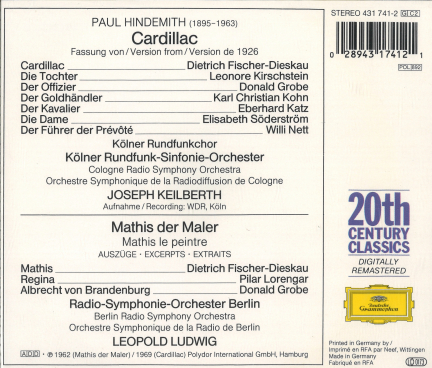 PAUL HINDEMITH (1895–1963)
Cardillac
Fassung von / Version from / Version de 1926
Cardillac Dietrich Fischer-Dieskau
Die Tochter Leonore Kirschstein
Der Offizier Donald Grobe
Der Goldhändler Karl Christian Kohn
Der Kavalier Eberhard Katz
Die Dame Elisabeth Söderström
Der Führer der Prévôté Willi Nett
Kölner Rundfunkchor
Kölner Rundfunk-Sinfonie-Orchester
Cologne Radio Symphony Orchestra
Orchestre Symphonique de la Radiodiffusion de Cologne
JOSEPH KEILBERTH
Aufnahme / Recording: WDR, Köln
Mathis der Maler
Mathis le peintre
AUSZÜGE · EXCERPTS · EXTRAITS
Mathis Dietrich Fischer-Dieskau
Regina Pilar Lorengar
Albrecht von Brandenburg Donald Grobe
Radio-Symphonie-Orchester Berlin
Berlin Radio Symphony Orchestra
Orchestre Symphonique de la Radio de Berlin
LEOPOLD LUDWIG
ADD · ℗ 1962 (Mathis der Maler) / 1969 (Cardillac) Polydor International GmbH, Hamburg
STEREO 431 741-2 GI C2
0 28943 17412 1
POL 892
20th
CENTURY
CLASSICS
DIGITALLY
REMASTERED
Deutsche
Grammophon
Printed in Germany by /
Imprimé en RFA par Neef, Wittingen
Made in Germany
Fabriqué en RFA